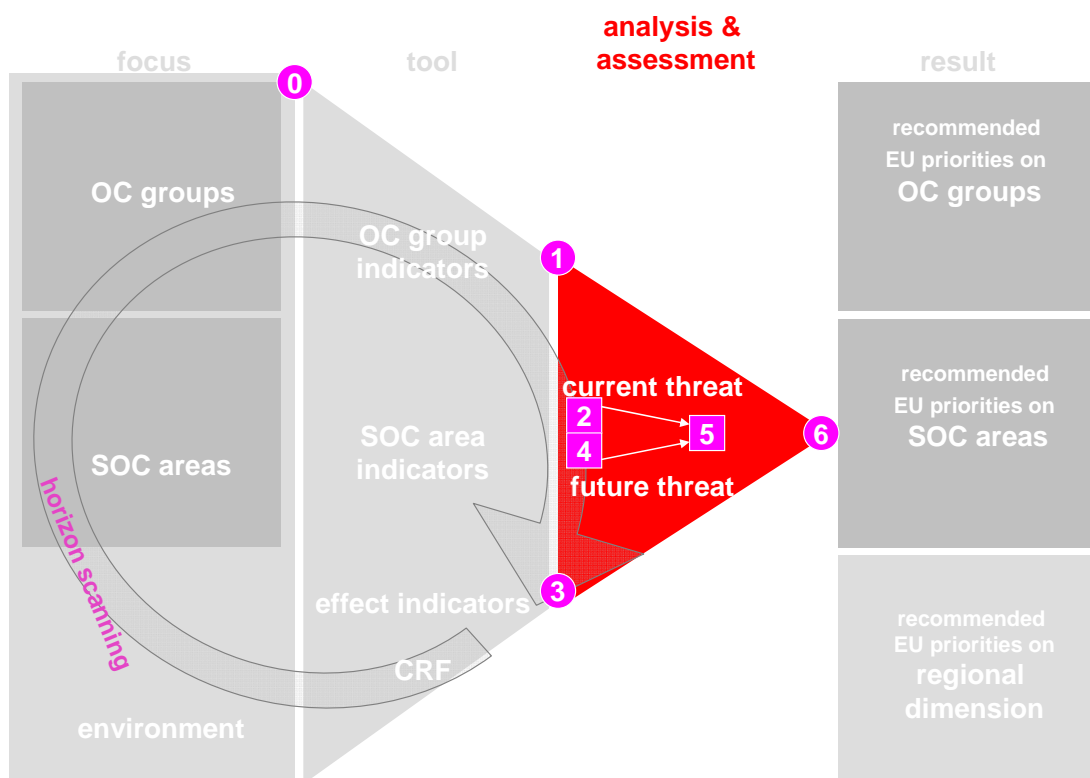 focus
tool
analysis &
assessment
result
0
OC groups
OC group
indicators
1
recommended
EU priorities on
OC groups
SOC areas
SOC area
indicators
current threat
2
4
5
6
future threat
recommended
EU priorities on
SOC areas
horizon scanning
effect indicators
3
CRF
environment
recommended
EU priorities on
regional
dimension